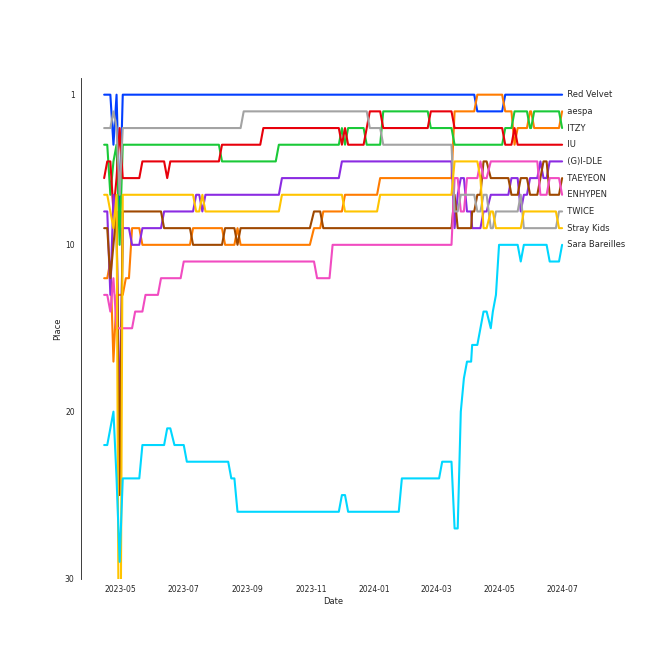 1
10
20
30
Place
2023-05
2023-07
2023-09
2023-11
2024-01
2024-03
2024-05
2024-07
Date
Red Velvet
aespa
ITZY
IU
(G)I-DLE
TAEYEON
ENHYPEN
TWICE
Stray Kids
Sara Bareilles